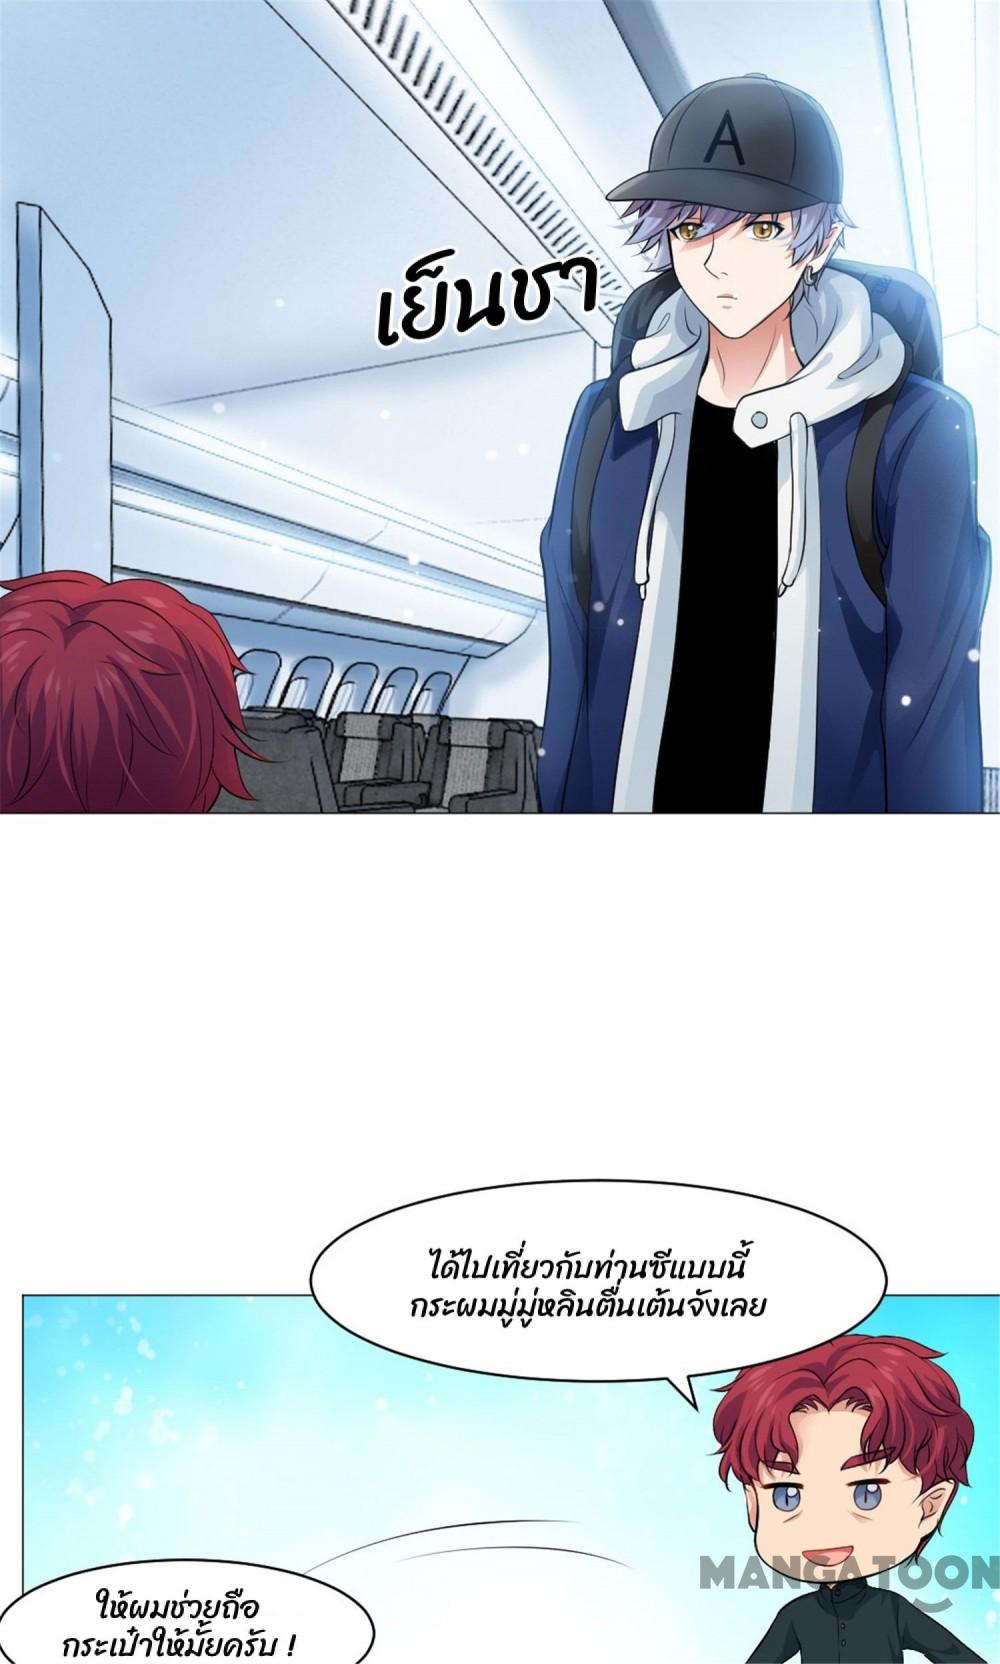 A
เย็นชา
ได้ไปเที่ยวกับท่านซีแบบนี้
กระผมมู่มู่หลินตื่นเต้นจังเลย
MANGATOON
ให้ผมช่วยถือ
กระเป๋าให้มั้ยครับ !